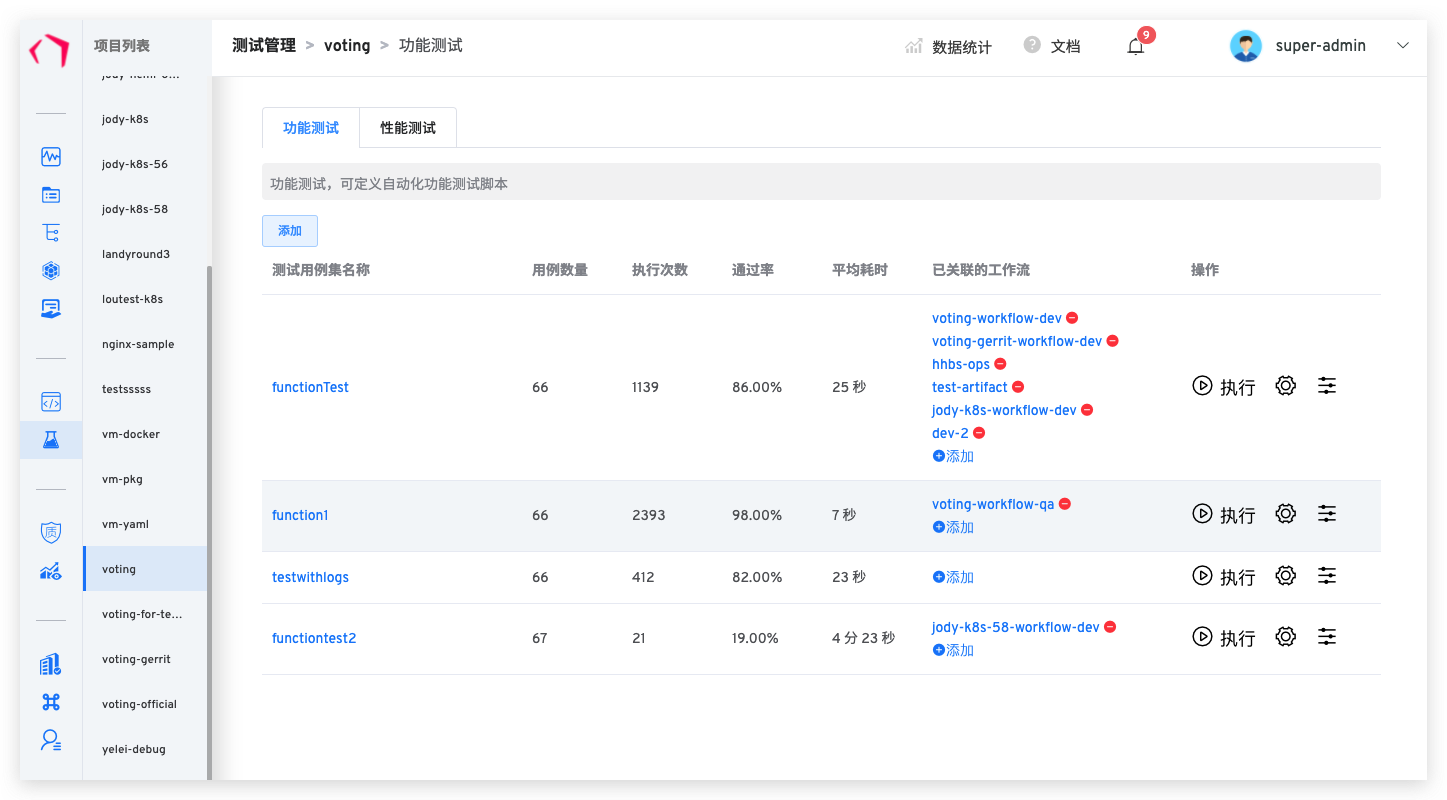 项目列表
测试管理 > voting > 功能测试
数据统计
文档
9
super-admin
jody-k8s
jody-k8s-56
jody-k8s-58
landyround3
loutest-k8s
nginx-sample
testsssss
vm-docker
vm-pkg
vm-yaml
voting
voting-for-te...
voting-gerrit
voting-official
yelei-debug
质
功能测试 性能测试
功能测试，可定义自动化功能测试脚本
添加
测试用例集名称 用例数量 执行次数 通过率 平均耗时 已关联的工作流 操作
functionTest 66 1139 86.00% 25 秒
voting-workflow-dev
voting-gerrit-workflow-dev
hhbs-ops
test-artifact
jody-k8s-workflow-dev
dev-2
添加
执行
function1 66 2393 98.00% 7 秒
voting-workflow-qa
添加
执行
testwithlogs 66 412 82.00% 23 秒 添加 执行
functiontest2 67 21 19.00% 4 分 23 秒
jody-k8s-58-workflow-dev
添加
执行